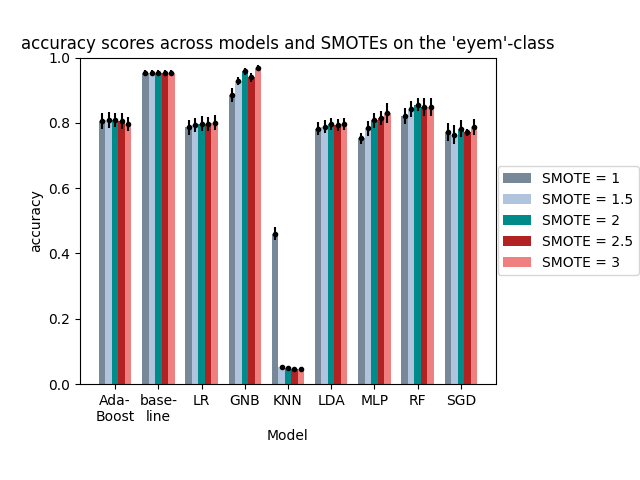 accuracy scores across models and SMOTEs on the 'eyem'-class
1.0
0.8
0.6
0.4
0.2
0.0
accuracy
Ada-
Boost
base-
line
LR
GNB
KNN
LDA
MLP
RF
SGD
Model
SMOTE = 1
SMOTE = 1.5
SMOTE = 2
SMOTE = 2.5
SMOTE = 3